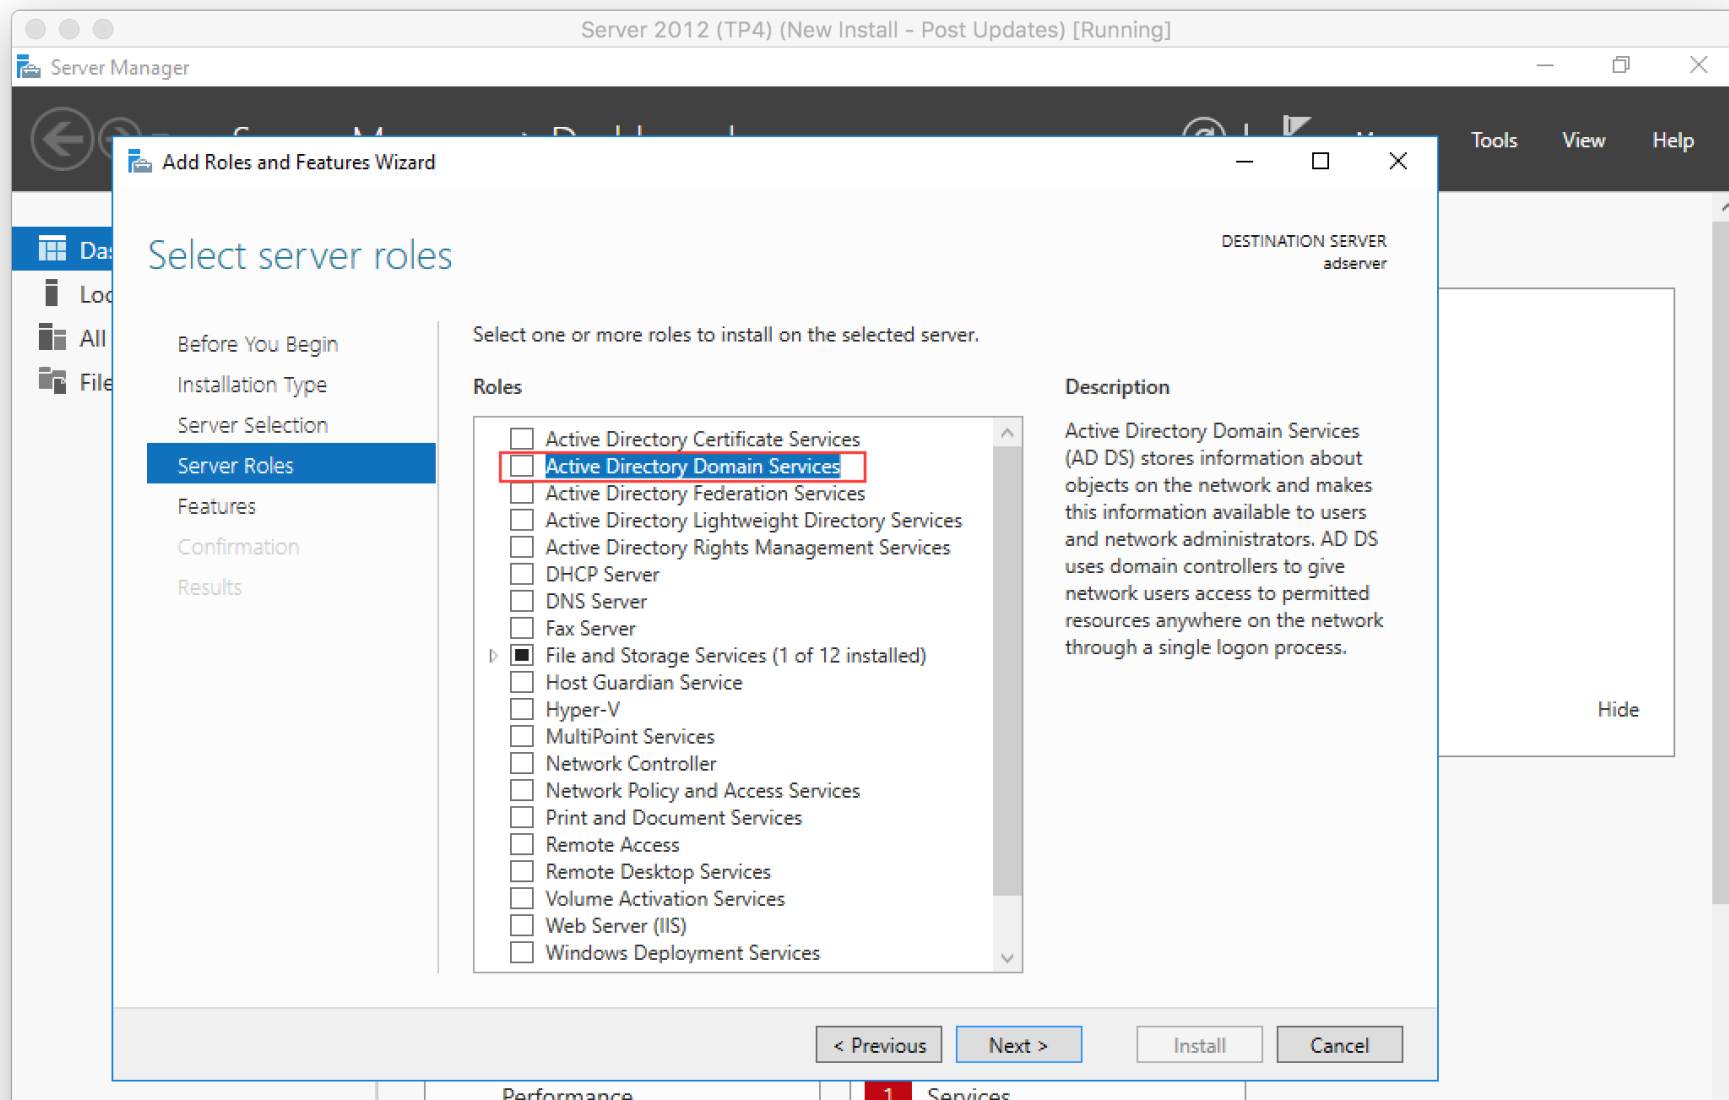 Server 2012 (TP4) (New Install - Post Updates) [Running]
Server Manager
Tools View Help
Add Roles and Features Wizard
Select server roles
DESTINATION SERVER
adserver
Before You Begin
Installation Type
Server Selection
Server Roles
Features
Confirmation
Results
Select one or more roles to install on the selected server.
Roles
Active Directory Certificate Services
Active Directory Domain Services
Active Directory Federation Services
Active Directory Lightweight Directory Services
Active Directory Rights Management Services
DHCP Server
DNS Server
Fax Server
File and Storage Services (1 of 12 installed)
Host Guardian Service
Hyper-V
MultiPoint Services
Network Controller
Network Policy and Access Services
Print and Document Services
Remote Access
Remote Desktop Services
Volume Activation Services
Web Server (IIS)
Windows Deployment Services
Description
Active Directory Domain Services
(AD DS) stores information about
objects on the network and makes
this information available to users
and network administrators. AD DS
uses domain controllers to give
network users access to permitted
resources anywhere on the network
through a single logon process.
Das
Loc
All
File
Hide
< Previous
Next >
Install
Cancel
Performance
1 Services